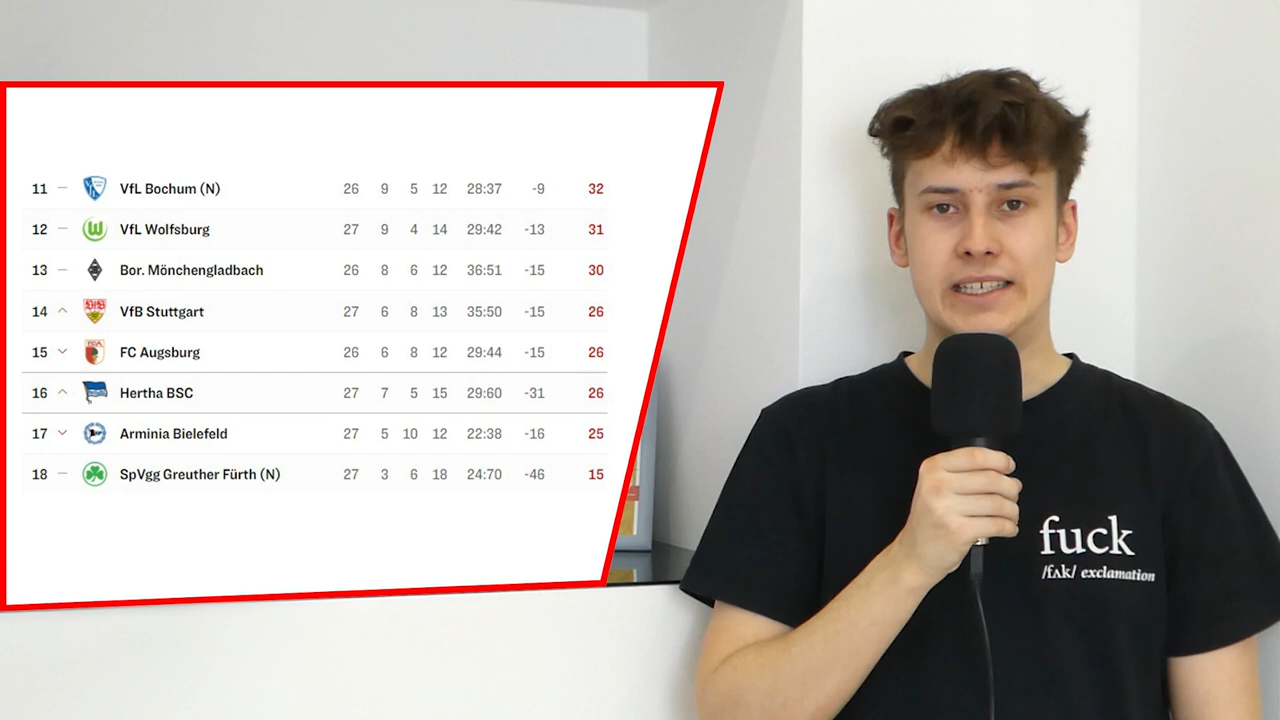 11 – VfL Bochum (N) 26 9 5 12 28:37 -9 32
12 – VfL Wolfsburg 27 9 4 14 29:42 -13 31
13 – Bor. Mönchengladbach 26 8 6 12 36:51 -15 30
14 VfB Stuttgart 27 6 8 13 35:50 -15 26
15 FC Augsburg 26 6 8 12 29:44 -15 26
16 Hertha BSC 27 7 5 15 29:60 -31 26
17 Arminia Bielefeld 27 5 10 12 22:38 -16 25
18 – SpVgg Greuther Fürth (N) 27 3 6 18 24:70 -46 15
fuck
/fʌk/ exclamation